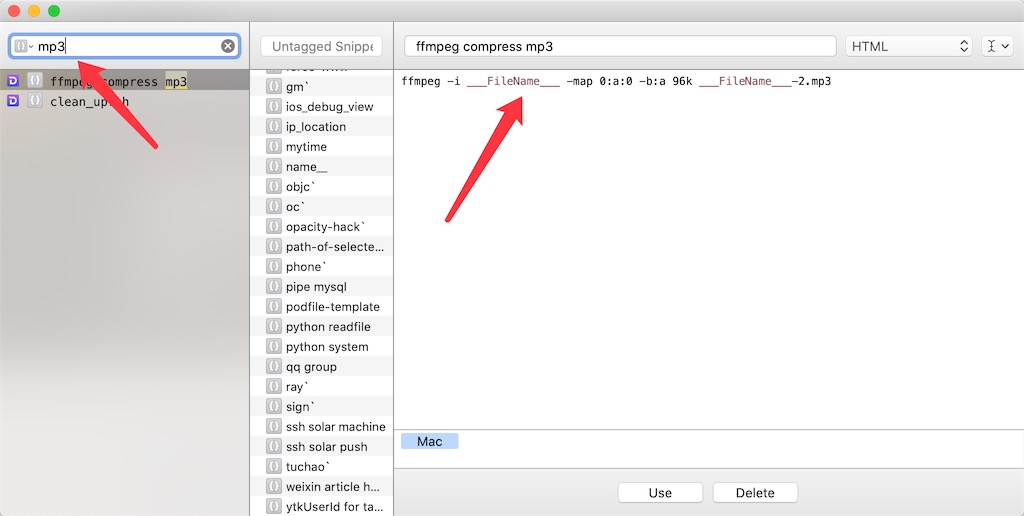 mp3
Untagged Snippe
ffmpeg compress mp3
HTML
ffmpeg compress mp3
clean_up.sh
gm`
ios_debug_view
ip_location
mytime
name__
objc`
oc`
opacity-hack`
path-of-selecte...
phone`
pipe mysql
podfile-template
python readfile
python system
qq group
ray`
sign`
ssh solar machine
ssh solar push
tuchao`
weixin article h...
ytkUserId for ta...
ffmpeg -i ___FileName___ -map 0:a:0 -b:a 96k ___FileName___-2.mp3
Mac
Use
Delete